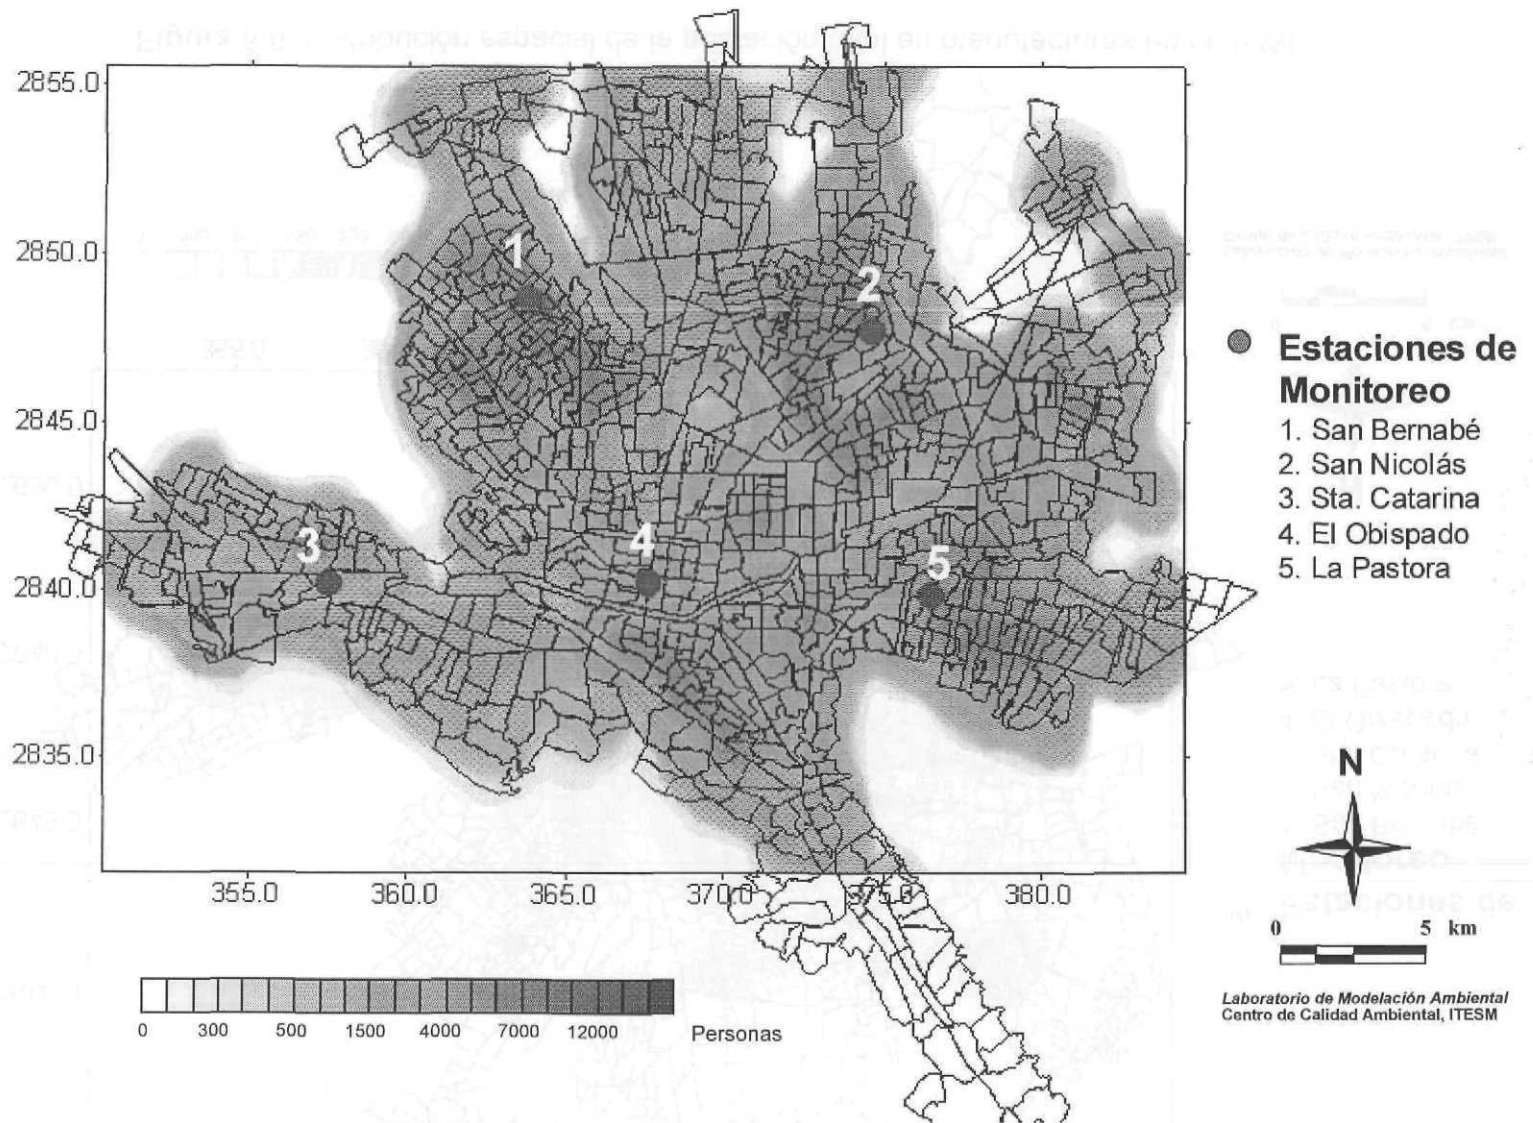 2855.0
2850.0
2845.0
2840.0
2835.0
355.0
360.0
365.0
370.0
375.0
380.0
1
2
3
4
5
Estaciones de
Monitoreo
1. San Bernabé
2. San Nicolás
3. Sta. Catarina
4. El Obispado
5. La Pastora
N
0 5 km
Laboratorio de Modelación Ambiental
Centro de Calidad Ambiental, ITESM
0 300 500 1500 4000 7000 12000 Personas